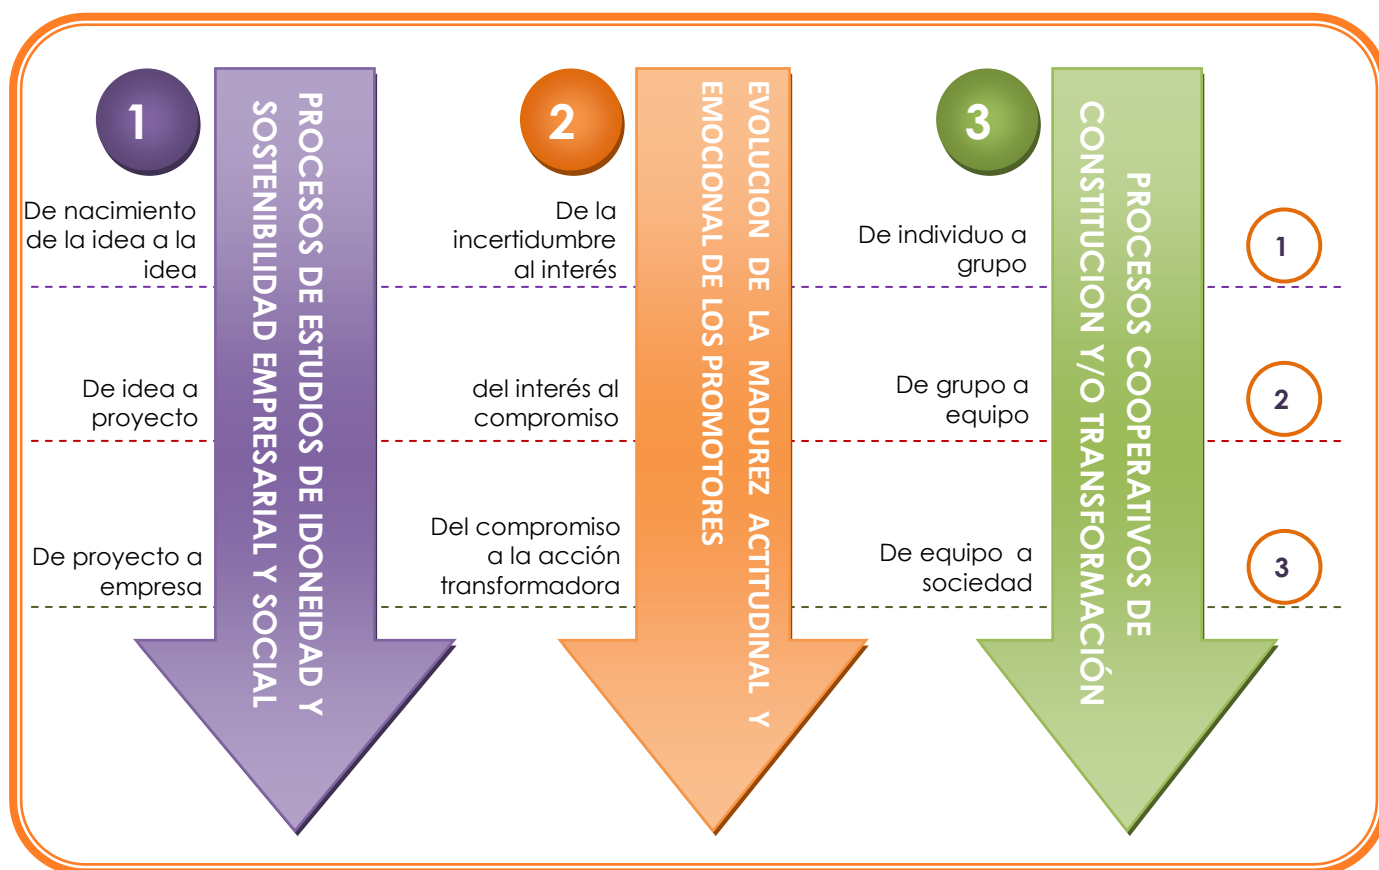 1
PROCESOS DE ESTUDIOS DE IDONEIDAD Y
SOSTENIBILIDAD EMPRESARIAL Y SOCIAL
De nacimiento
de la idea a la
idea
De idea a
proyecto
De proyecto a
empresa
2
EVOLUCION DE LA MADUREZ ACTITUDINAL Y
EMOCIONAL DE LOS PROMOTORES
De la
incertidumbre
al interés
del interés al
compromiso
Del compromiso
a la acción
transformadora
3
PROCESOS COOPERATIVOS DE
CONSTITUCION Y/O TRANSFORMACIÓN
De individuo a
grupo
De grupo a
equipo
De equipo a
sociedad
1
2
3